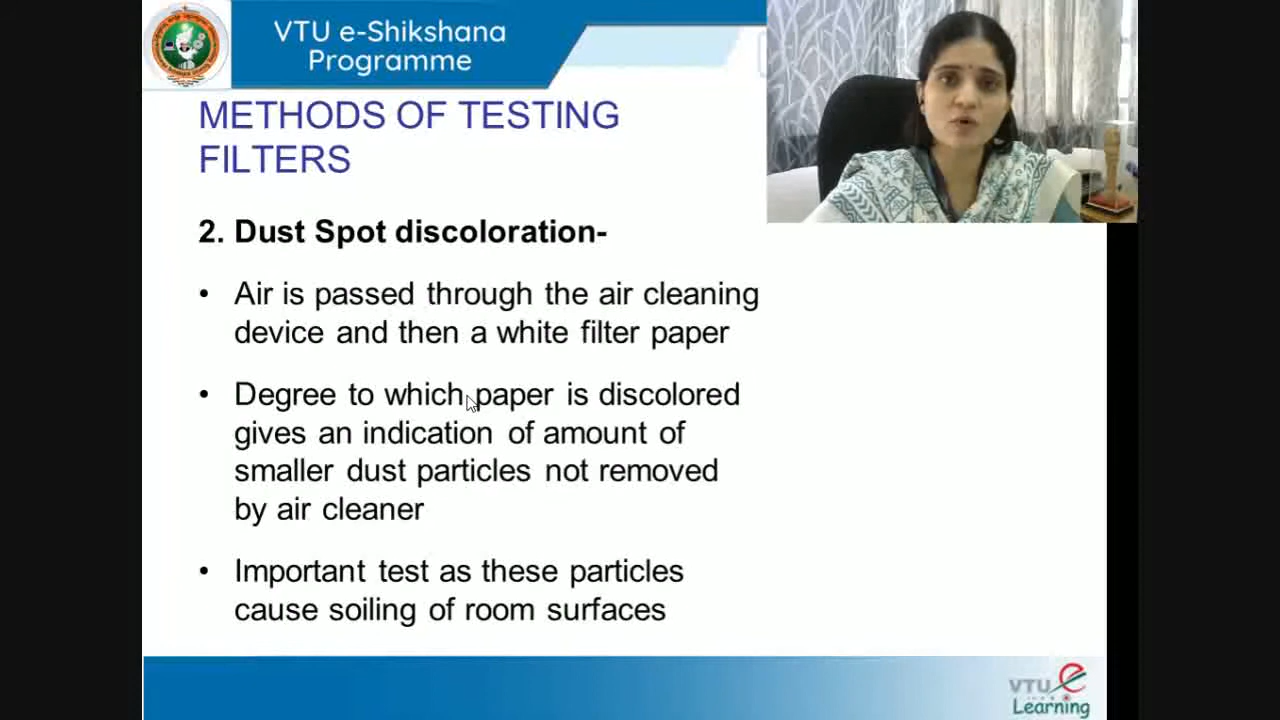 VTU e-Shikshana
Programme
METHODS OF TESTING
FILTERS
2. Dust Spot discoloration-
• Air is passed through the air cleaning
device and then a white filter paper
• Degree to which paper is discolored
gives an indication of amount of
smaller dust particles not removed
by air cleaner
• Important test as these particles
cause soiling of room surfaces
VTU e
Learning